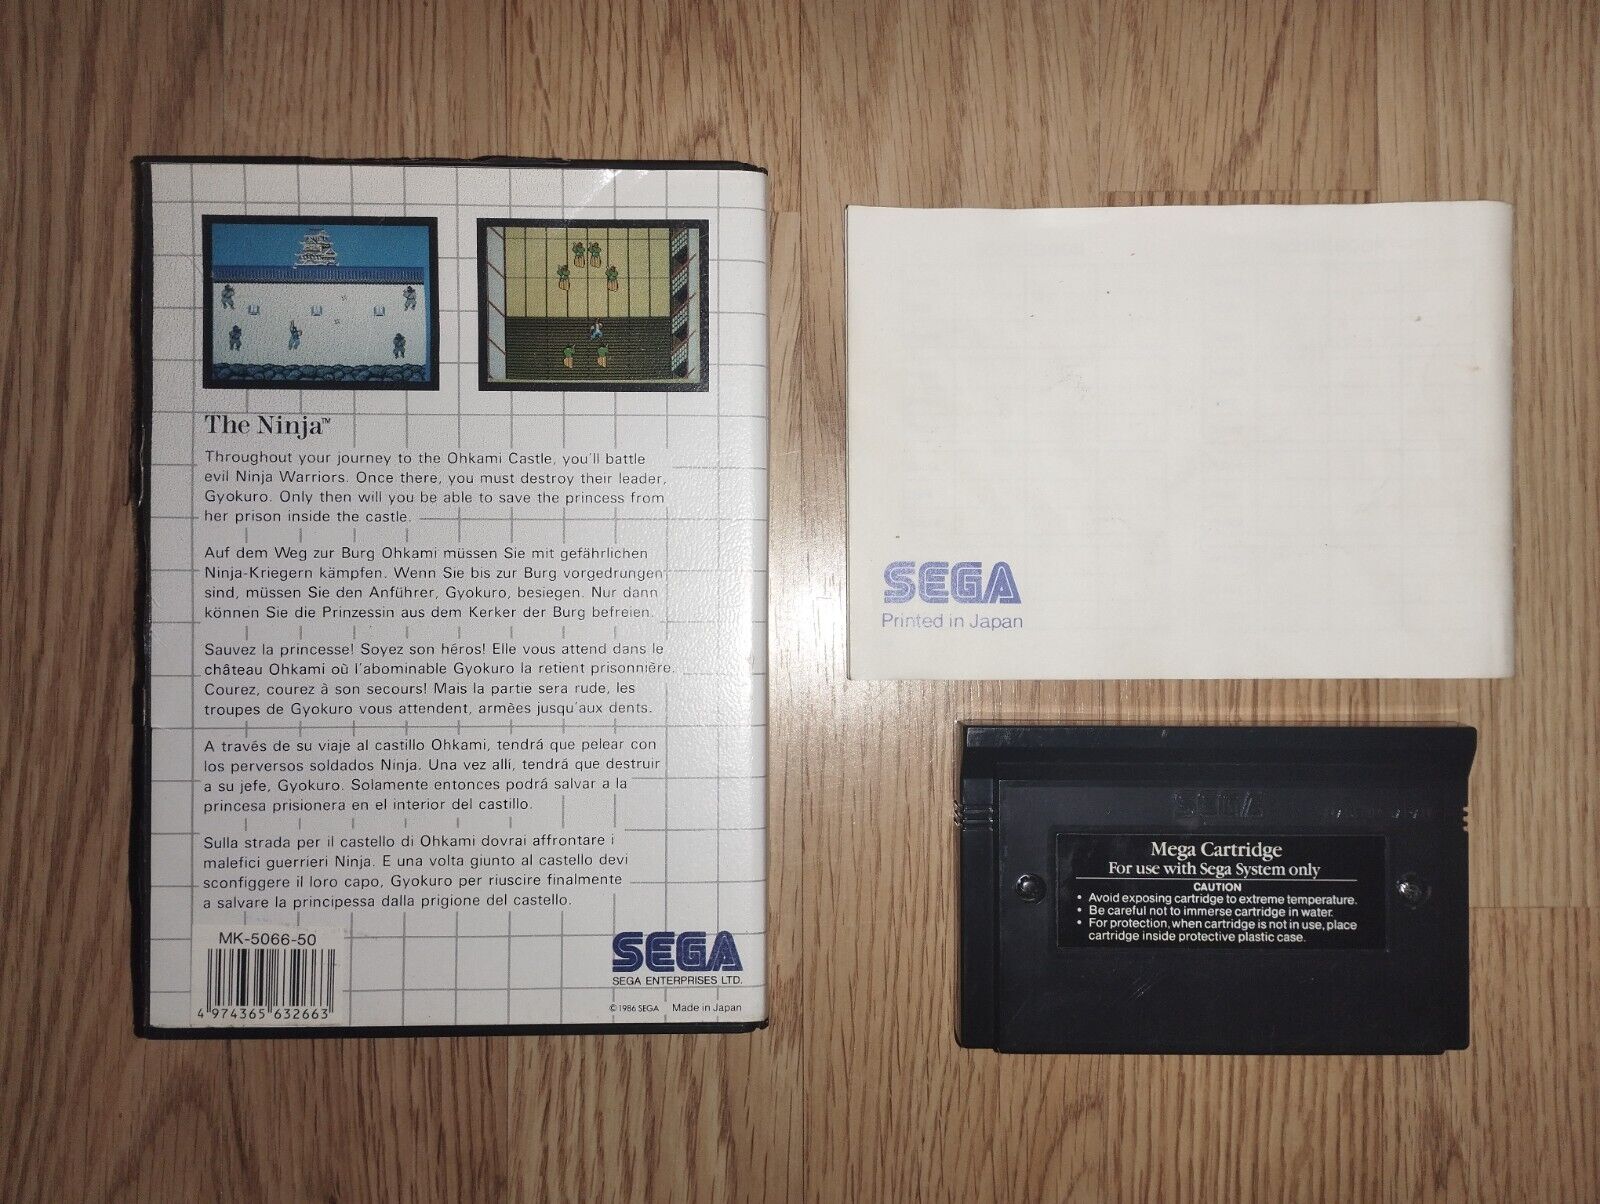 The Ninja™
Throughout your journey to the Ohkami Castle, you'll battle
evil Ninja Warriors. Once there, you must destroy their leader,
Gyokuro. Only then will you be able to save the princess from
her prison inside the castle.
Auf dem Weg zur Burg Ohkami müssen Sie mit gefährlichen
Ninja-Kriegern kämpfen. Wenn Sie bis zur Burg vorgedrungen
sind, müssen Sie den Anführer, Gyokuro, besiegen. Nur dann
können Sie die Prinzessin aus dem Kerker der Burg befreien.
Sauvez la princesse! Soyez son héros! Elle vous attend dans le
château Ohkami où l'abominable Gyokuro la retient prisonnière.
Courez, courez à son secours! Mais la partie sera rude, les
troupes de Gyokuro vous attendent, armèes jusqu'aux dents.
A través de su viaje al castillo Ohkami, tendrá que pelear con
los perversos soldados Ninja. Una vez allí, tendrá que destruir
a su jefe, Gyokuro. Solamente entonces podrá salvar a la
princesa prisionera en el interior del castillo.
Sulla strada per il castello di Ohkami dovrai affrontare i
malefici guerrieri Ninja. E una volta giunto al castello devi
sconfiggere il loro capo, Gyokuro per riuscire finalmente
a salvare la principessa dalla prigione del castello.
MK-5066-50
4 974365 632663
SEGA
SEGA ENTERPRISES LTD.
© 1986 SEGA Made in Japan
SEGA
Printed in Japan
SEGA
Mega Cartridge
For use with Sega System only
CAUTION
• Avoid exposing cartridge to extreme temperature.
• Be careful not to immerse cartridge in water.
• For protection, when cartridge is not in use, place
cartridge inside protective plastic case.